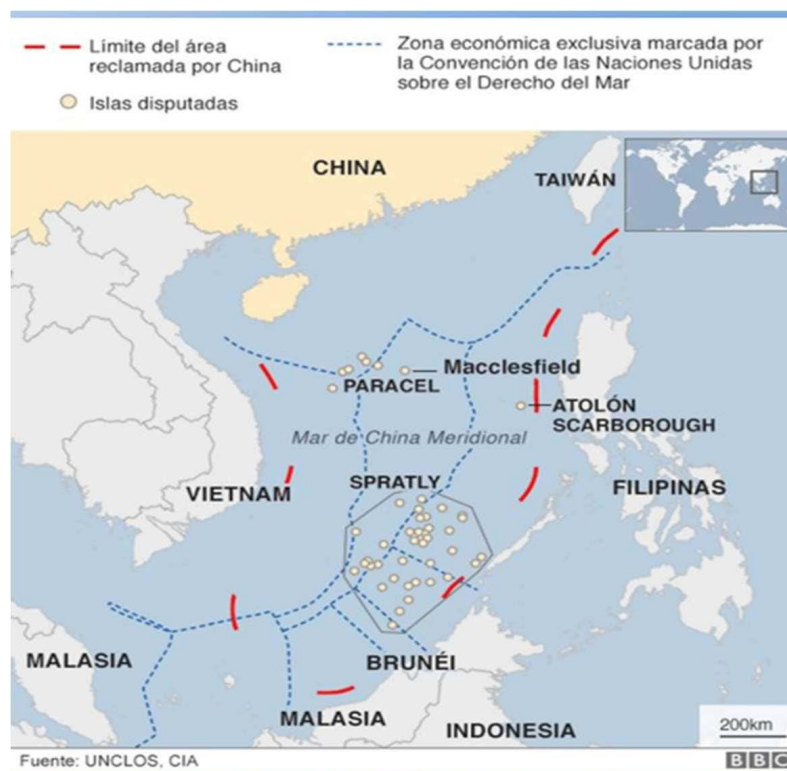 Límite del área
reclamada por China
Islas disputadas
Zona económica exclusiva marcada por
la Convención de las Naciones Unidas
sobre el Derecho del Mar
CHINA
TAIWÁN
Macclesfield
PARACEL
ATOLÓN
SCARBOROUGH
Mar de China Meridional
SPRATLY
VIETNAM
FILIPINAS
MALASIA
BRUNÉI
MALASIA
INDONESIA
200km
Fuente: UNCLOS, CIA
BBC